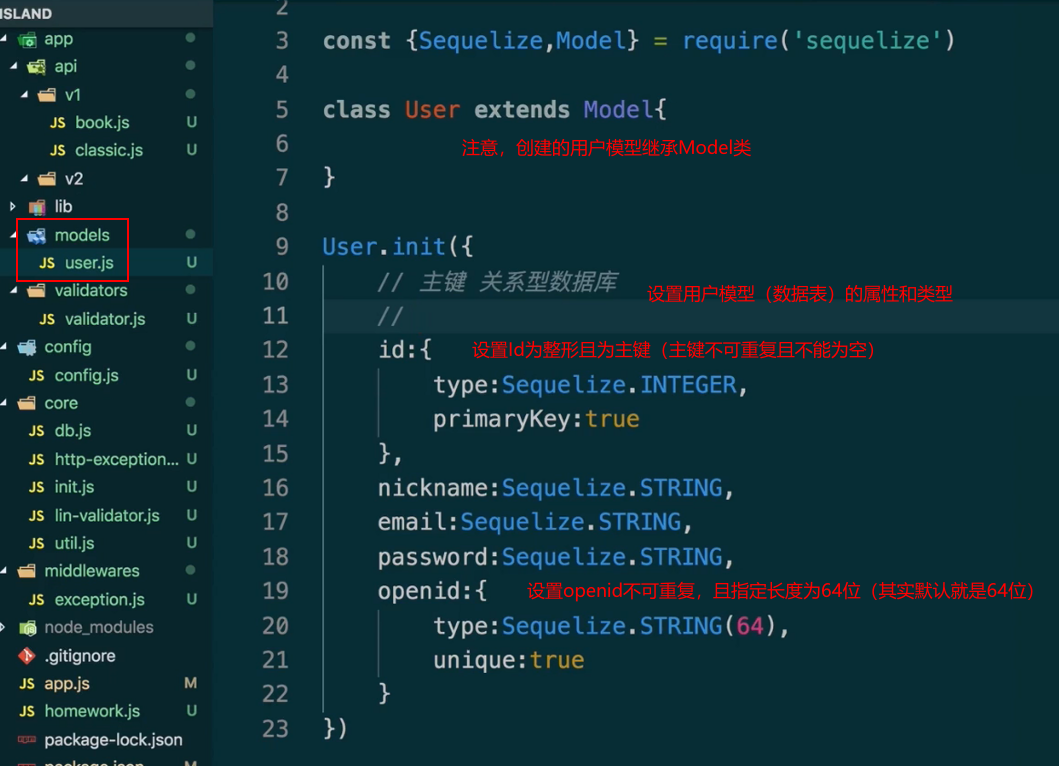 ISLAND
app
api
v1
JS book.js U
JS classic.js U
v2
lib
models
JS user.js U
validators
JS validator.js U
config
JS config.js U
core
JS db.js U
JS http-exception... U
JS init.js U
JS lin-validator.js U
JS util.js U
middlewares
JS exception.js U
node_modules
.gitignore
JS app.js M
JS homework.js U
package-lock.json
package.json M
2
3 const {Sequelize,Model} = require('sequelize')
4
5 class User extends Model{
6 注意，创建的用户模型继承Model类
7 }
8
9 User.init({
10 // 主键 关系型数据库
设置用户模型（数据表）的属性和类型
11 //
12 id:{ 设置Id为整形且为主键（主键不可重复且不能为空）
13 type:Sequelize.INTEGER,
14 primaryKey:true
15 },
16 nickname:Sequelize.STRING,
17 email:Sequelize.STRING,
18 password:Sequelize.STRING,
19 openid:{ 设置openid不可重复，且指定长度为64位（其实默认就是64位）
20 type:Sequelize.STRING(64),
21 unique:true
22 }
23 })